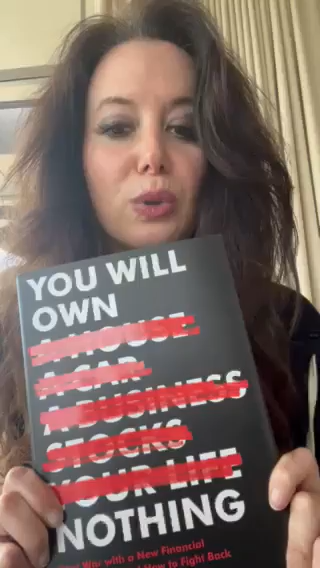 YOU WILL
OWN
A HOUSE
A CAR
A BUSINESS
STOCKS
YOUR LIFE
NOTHING
Your War with a New Financial
and How to Fight Back